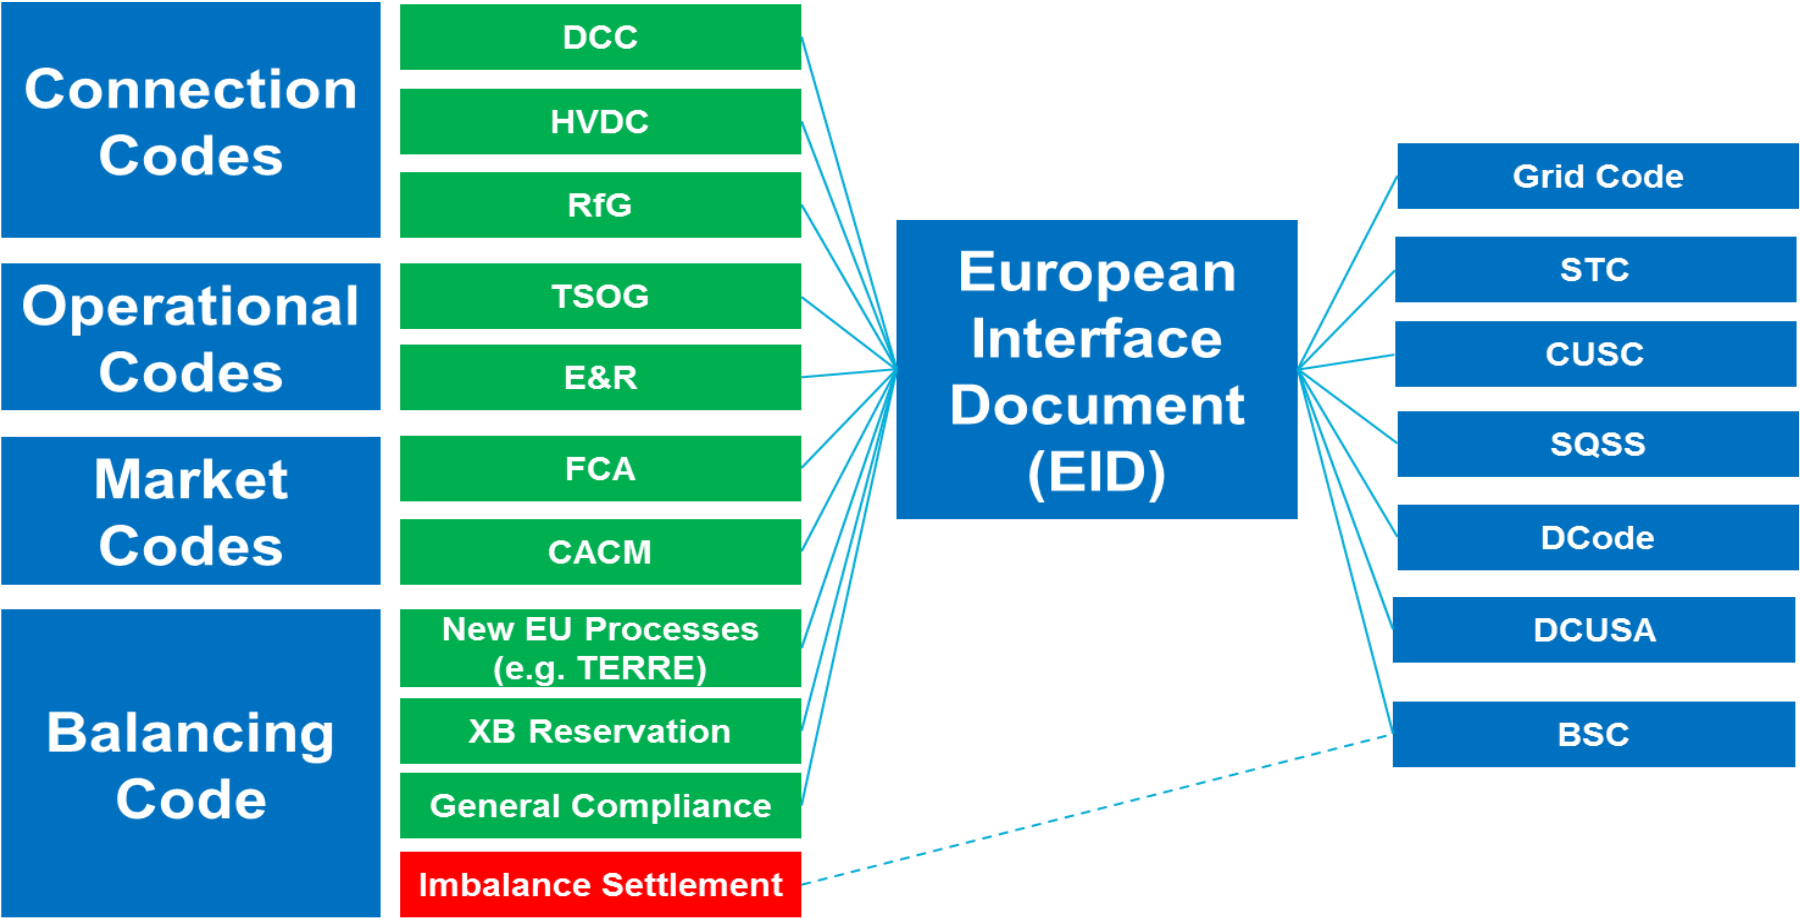 Connection
Codes
DCC
HVDC
RfG
Operational
Codes
TSOG
E&R
Market
Codes
FCA
CACM
Balancing
Code
New EU Processes
(e.g. TERRE)
XB Reservation
General Compliance
Imbalance Settlement
European
Interface
Document
(EID)
Grid Code
STC
CUSC
SQSS
DCode
DCUSA
BSC